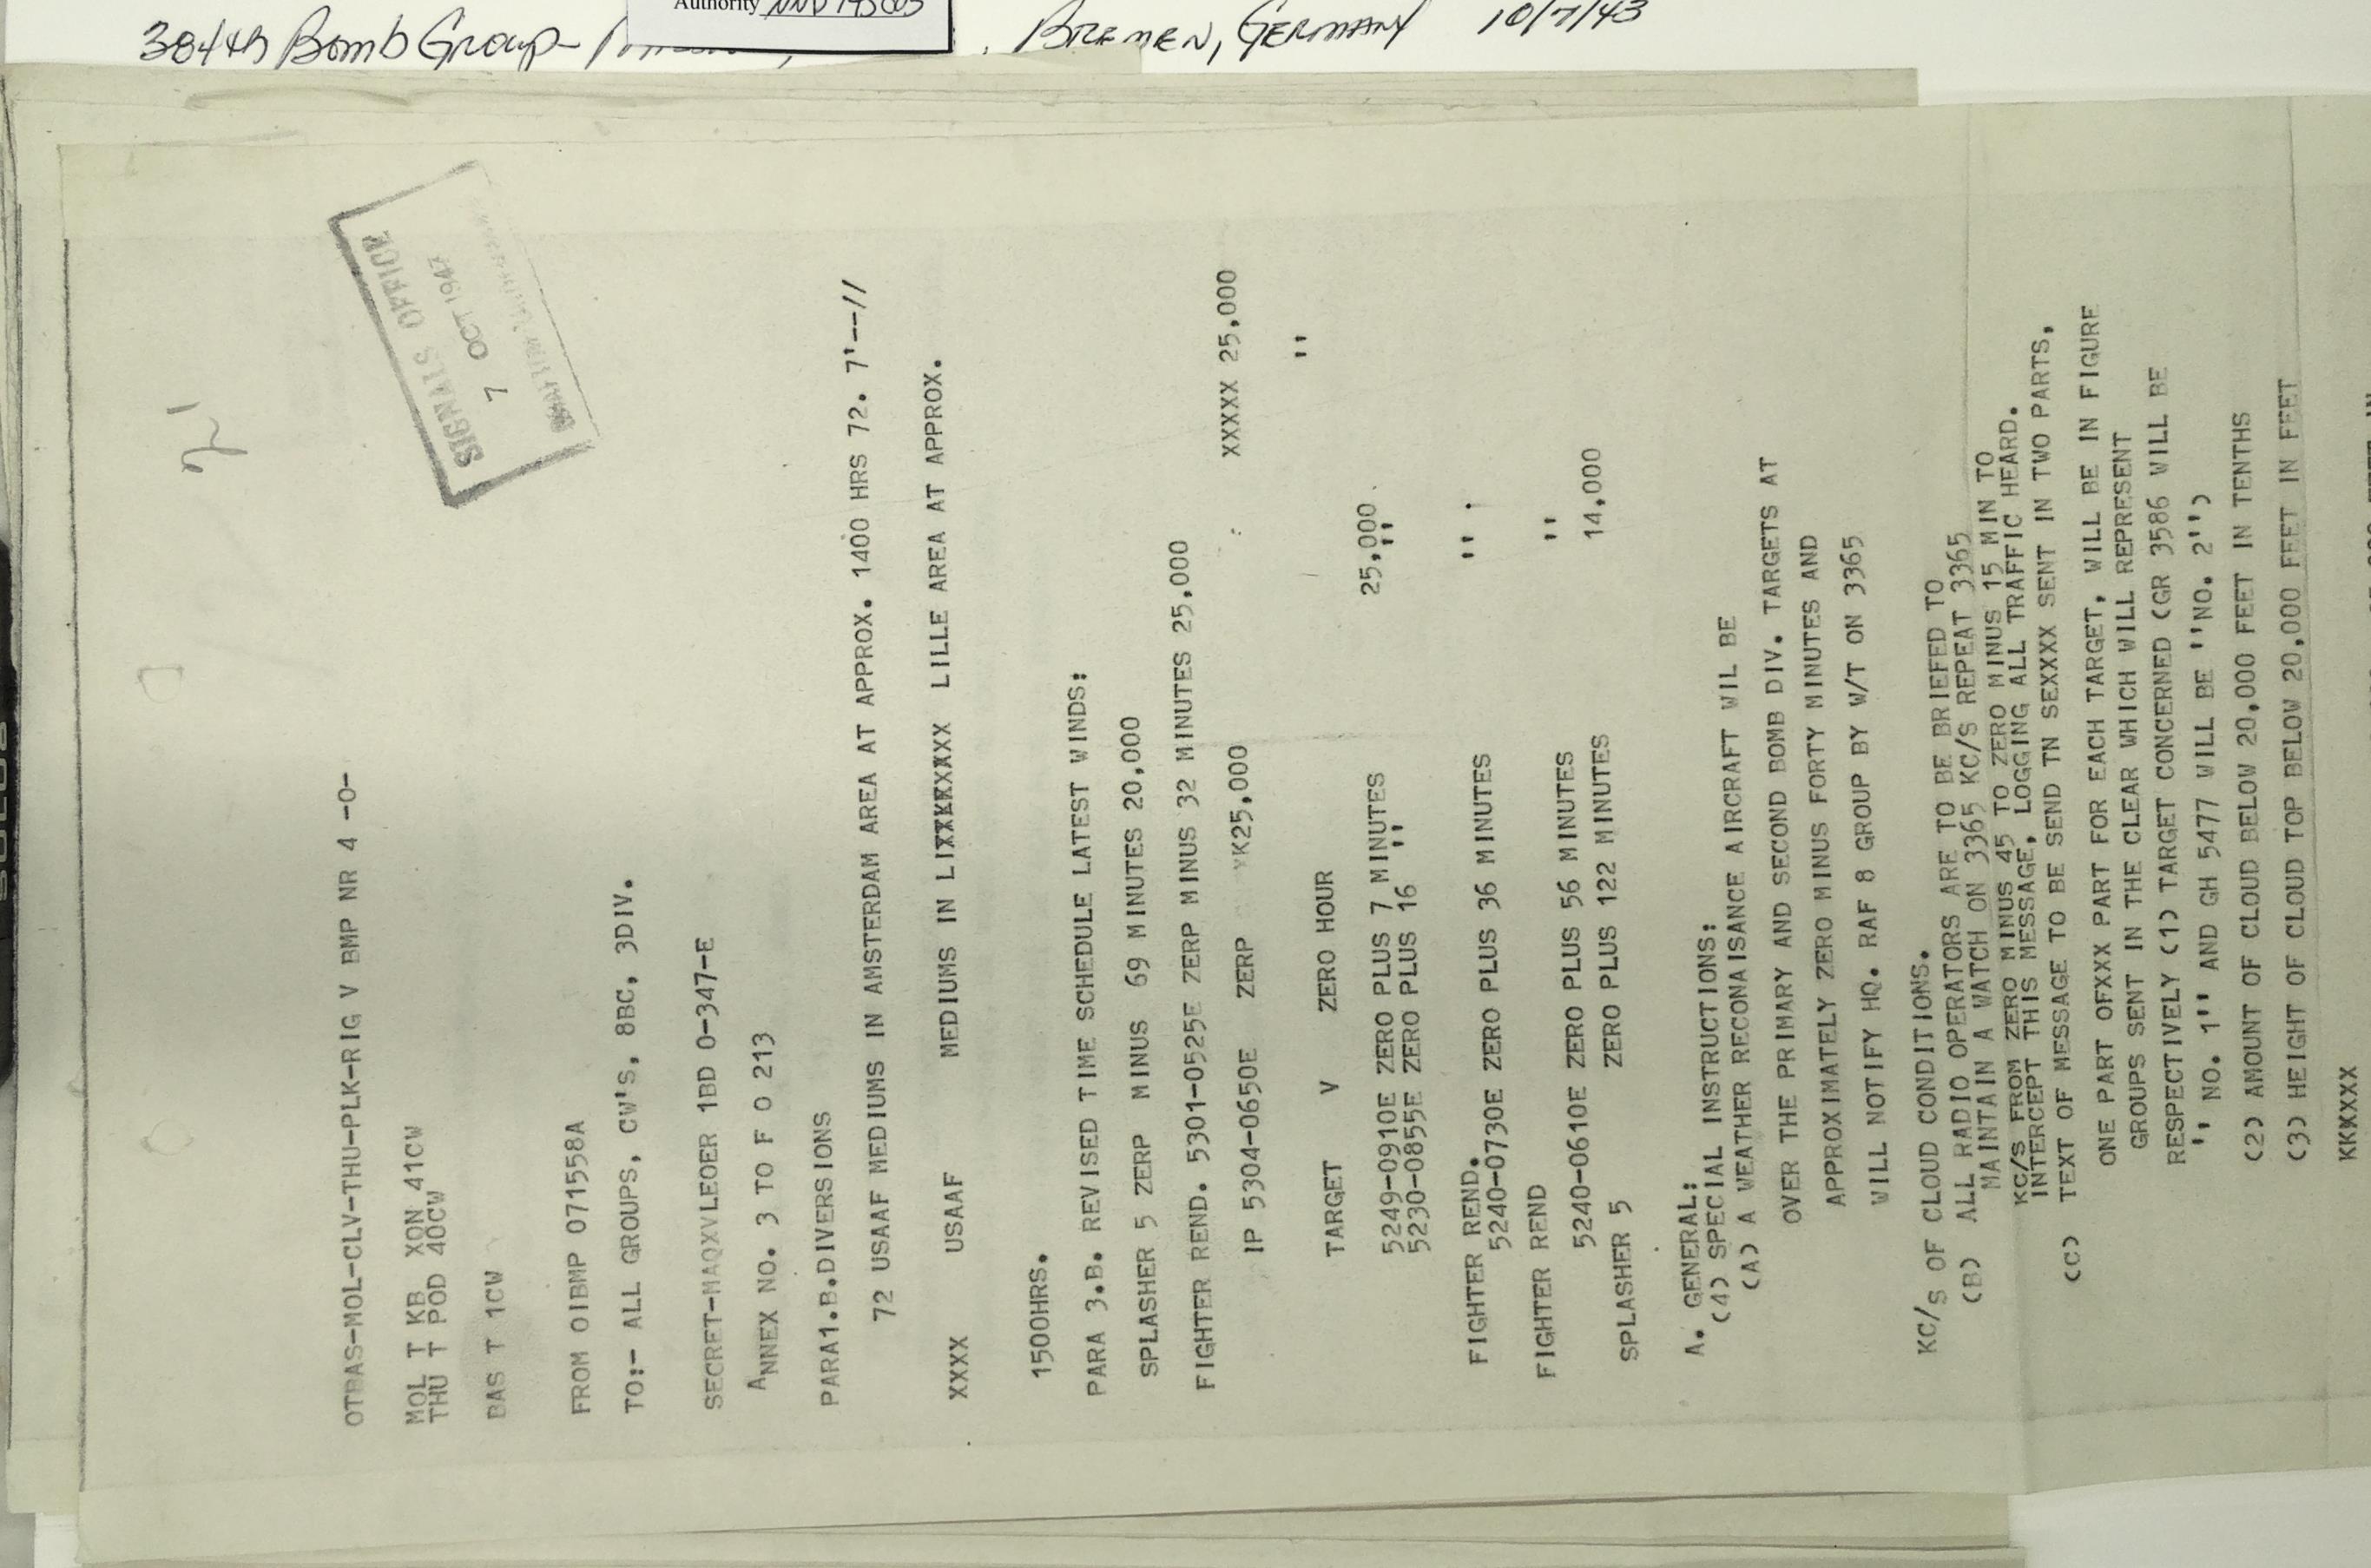 384th Bomb Group- Bremen, Germany 10/7/43
Authority NND
SIGNALS OFFICE
7 OCT 194
OTBAS-MOL-CLV-THU-PLK-RIG V BMP NR 4 -O-
MOL T KB XON 41CW
THU T POD 40CW
BAS T 1CW
FROM OIBMP 071558A
TO:- ALL GROUPS, CW'S, 8BC, 3DIV.
SECRET-MAQXVLEOER 1BD O-347-E
ANNEX NO. 3 TO F O 213
PARA1.B.DIVERSIONS
72 USAAF MEDIUMS IN AMSTERDAM AREA AT APPROX. 1400 HRS 72. 7'--//
XXXX USAAF MEDIUMS IN LIXXEXXXX LILLE AREA AT APPROX.
1500HRS.
PARA 3.B. REVISED TIME SCHEDULE LATEST WINDS:
SPLASHER 5 ZERP MINUS 69 MINUTES 20,000
FIGHTER REND. 5301-0525E ZERP MINUS 32 MINUTES 25,000
IP 5304-0650E ZERP K25,000 XXXXX 25,000
TARGET V ZERO HOUR ''
5249-0910E ZERO PLUS 7 MINUTES 25,000
5230-0855E ZERO PLUS 16 '' ''
FIGHTER REND.
5240-0730E ZERO PLUS 36 MINUTES ''
FIGHTER REND
5240-0610E ZERO PLUS 56 MINUTES ''
SPLASHER 5 ZERO PLUS 122 MINUTES 14,000
A. GENERAL:
(4) SPECIAL INSTRUCTIONS:
(A) A WEATHER RECONAISANCE AIRCRAFT WIL BE
OVER THE PRIMARY AND SECOND BOMB DIV. TARGETS AT
APPROXIMATELY ZERO MINUS FORTY MINUTES AND
WILL NOTIFY HQ. RAF 8 GROUP BY W/T ON 3365
KC/S OF CLOUD CONDITIONS.
(B) ALL RADIO OPERATORS ARE TO BE BRIEFED TO
MAINTAIN A WATCH ON 3365 KC/S REPEAT 3365
KC/S FROM ZERO MINUS 45 TO ZERO MINUS 15 MIN TO
INTERCEPT THIS MESSAGE, LOGGING ALL TRAFFIC HEARD.
(C) TEXT OF MESSAGE TO BE SEND TN SEXXXX SENT IN TWO PARTS,
ONE PART OFXXX PART FOR EACH TARGET, WILL BE IN FIGURE
GROUPS SENT IN THE CLEAR WHICH WILL REPRESENT
RESPECTIVELY (1) TARGET CONCERNED (GR 3586 WILL BE
'' NO. 1'' AND GH 5477 WILL BE ''NO. 2'')
(2) AMOUNT OF CLOUD BELOW 20,000 FEET IN TENTHS
(3) HEIGHT OF CLOUD TOP BELOW 20,000 FEET IN FEET
KKXXXX